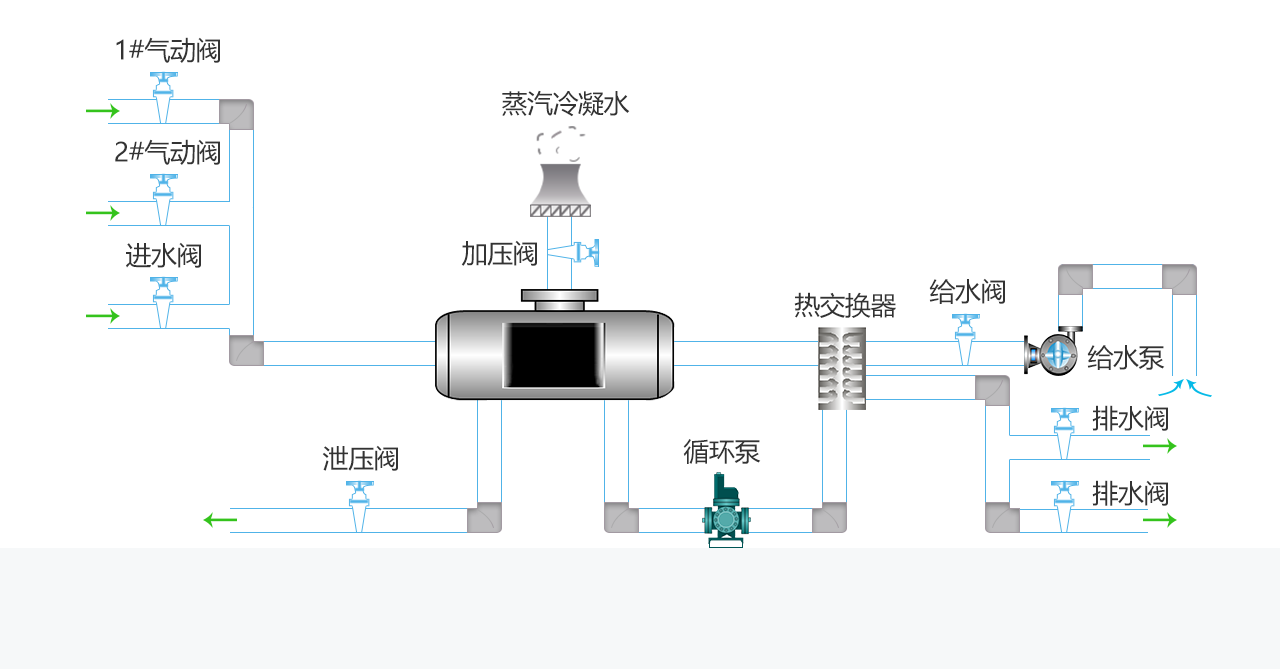 1#气动阀
蒸汽冷凝水
2#气动阀
进水阀
加压阀
热交换器
给水阀
给水泵
排水阀
泄压阀
循环泵
排水阀